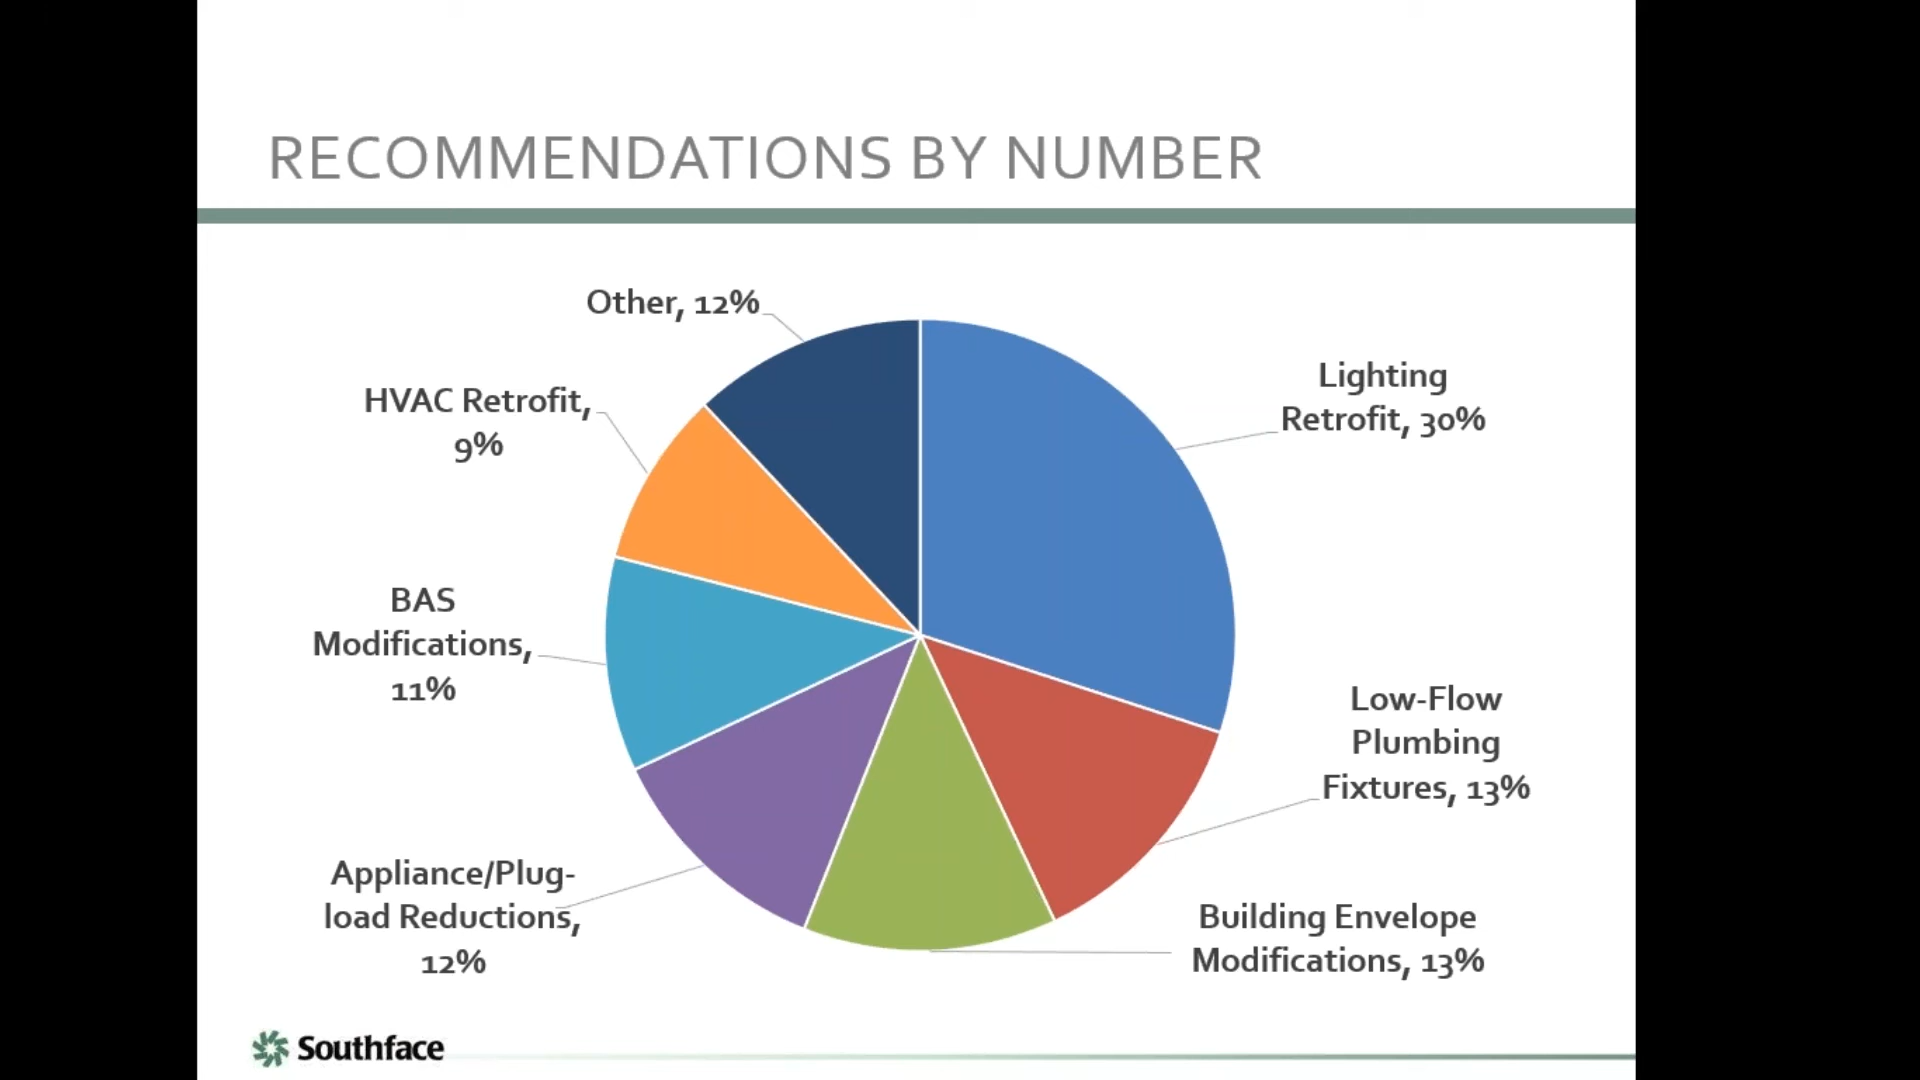 RECOMMENDATIONS BY NUMBER
Other, 12%
Lighting
Retrofit, 30%
HVAC Retrofit,
9%
BAS
Modifications,
11%
Low-Flow
Plumbing
Fixtures, 13%
Appliance/Plug-
load Reductions,
12%
Building Envelope
Modifications, 13%
Southface